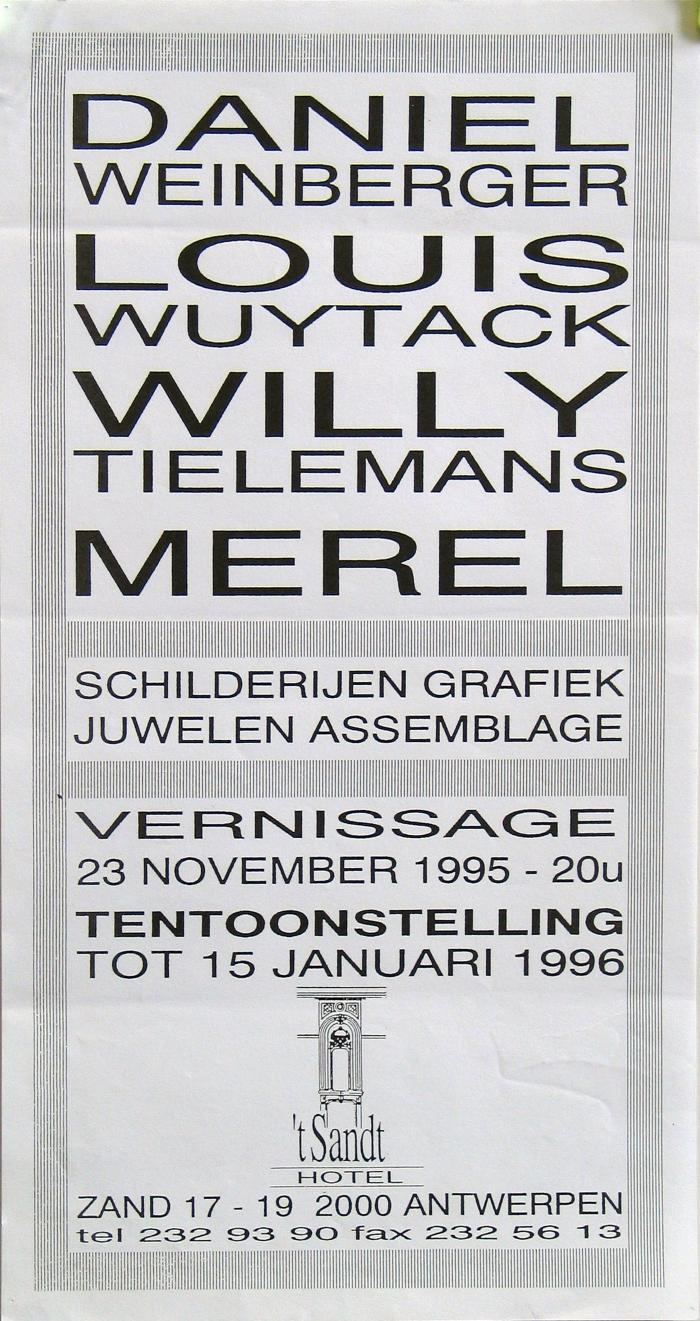 DANIEL
WEINBERGER
LOUIS
WUYTACK
WILLY
TIELEMANS
MEREL
SCHILDERIJEN GRAFIEK
JUWELEN ASSEMBLAGE
VERNISSAGE
23 NOVEMBER 1995 - 20u
TENTOONSTELLING
TOT 15 JANUARI 1996
't Sandt
HOTEL
ZAND 17 - 19 2000 ANTWERPEN
tel 232 93 90 fax 232 56 13